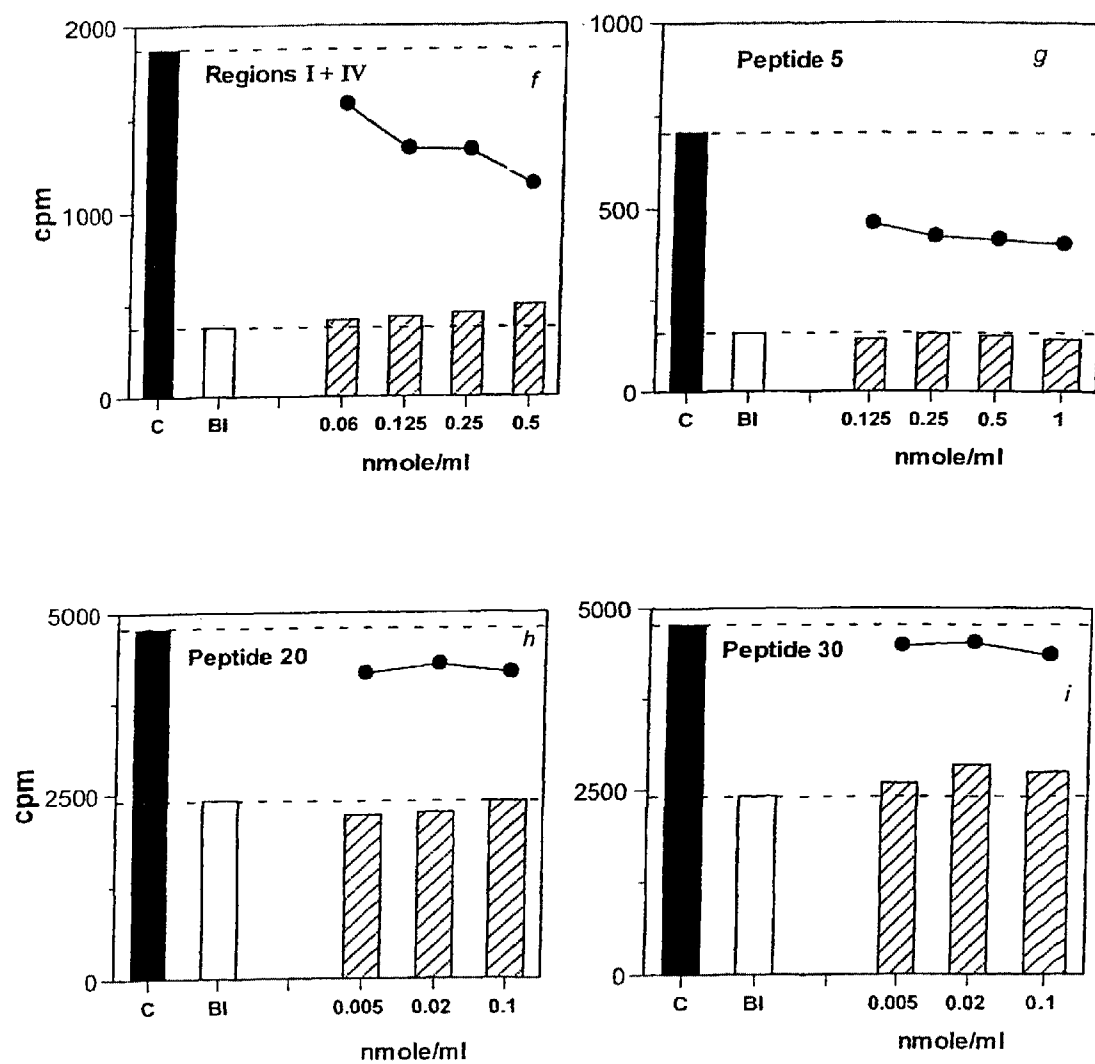 2000
1000
0
cpm
Regions I + IV
f
C BI 0.06 0.125 0.25 0.5
nmole/ml
1000
500
0
Peptide 5
g
C BI 0.125 0.25 0.5 1
nmole/ml
5000
2500
0
cpm
Peptide 20
h
C BI 0.005 0.02 0.1
nmole/ml
5000
2500
0
Peptide 30
i
C BI 0.005 0.02 0.1
nmole/ml